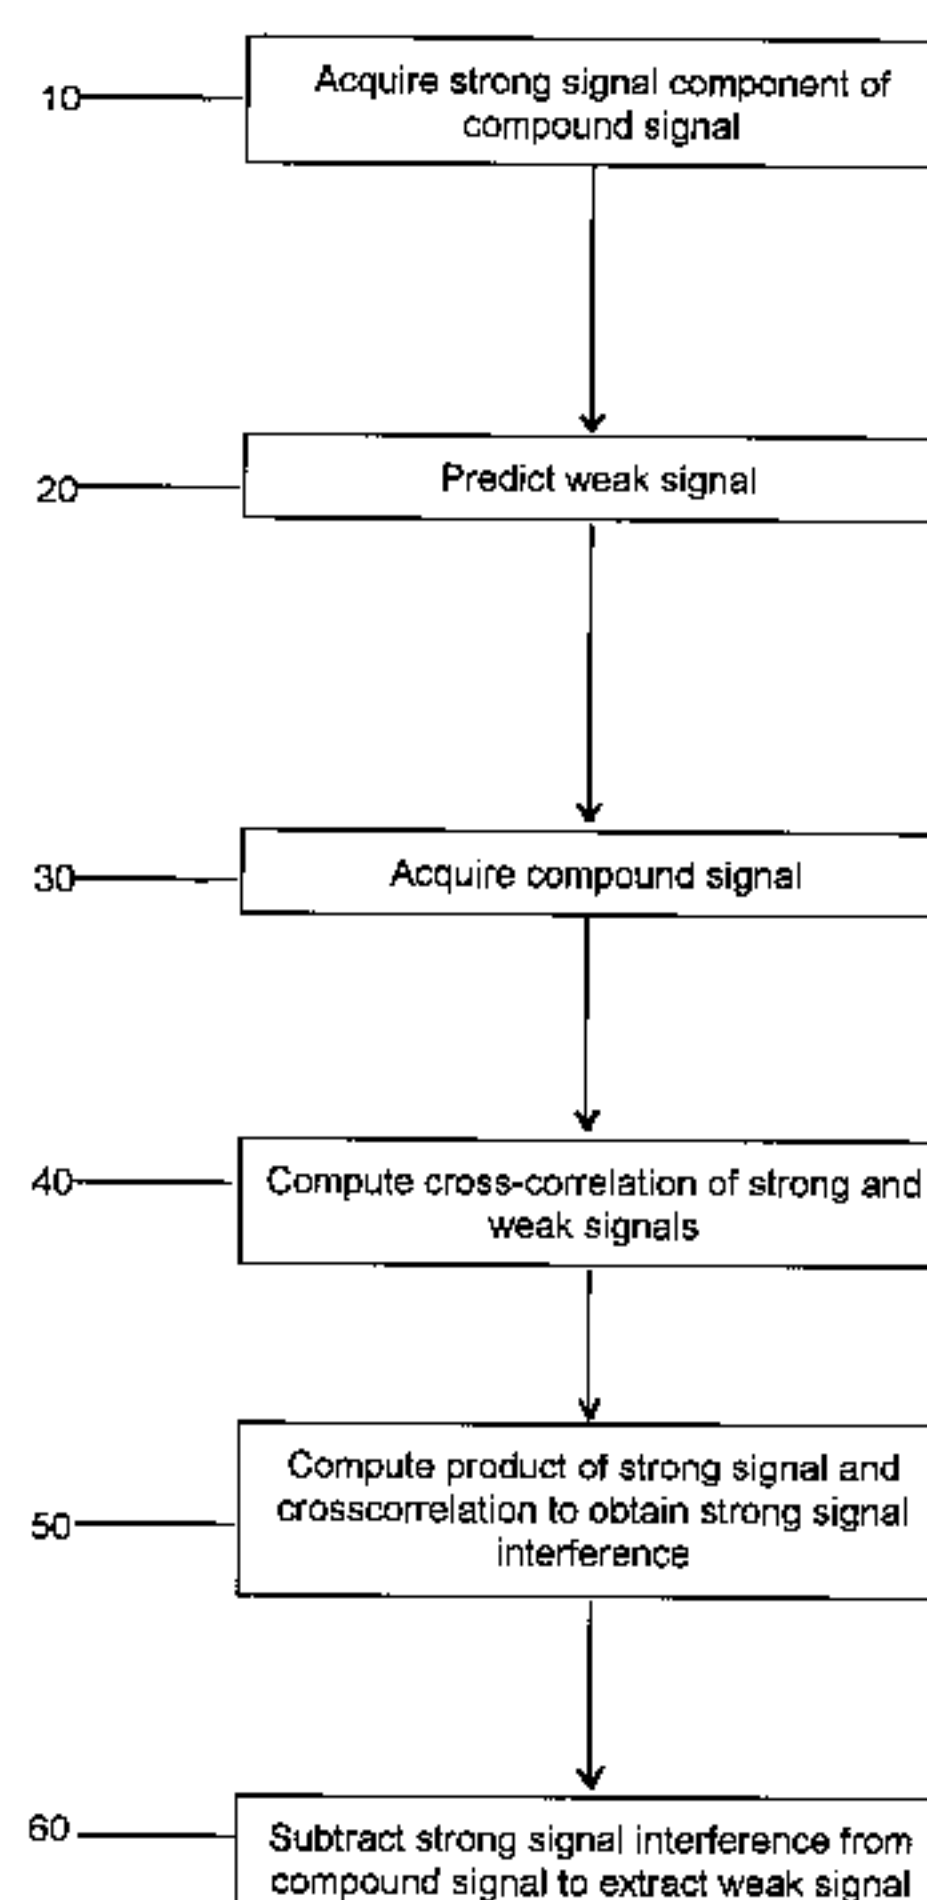 10
Acquire strong signal component of
compound signal
20
Predict weak signal
30
Acquire compound signal
40
Compute cross-correlation of strong and
weak signals
50
Compute product of strong signal and
crosscorrelation to obtain strong signal
interference
60
Subtract strong signal interference from
compound signal to extract weak signal